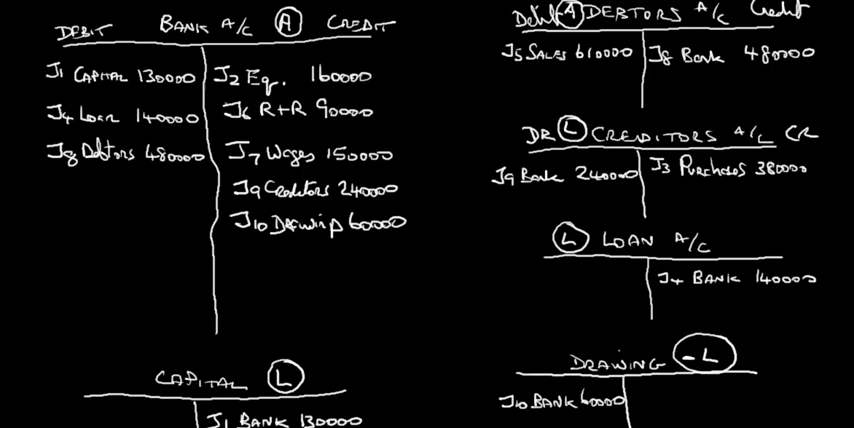 DEBIT BANK A/C A CREDIT
J1 CAPITAL 130000 J2 Eq. 160000
J4 Loan 140000 J6 R+R 90000
J8 Debtors 480000 J7 Wages 150000
J9 Creditors 240000
J10 Drawing 60000
CAPITAL L
J1 BANK 130000
Debit A DEBTORS A/C Credit
J5 SALES 610000 J8 Bank 480000
DR L CREDITORS A/C CR
J9 Bank 240000 J3 Purchases 380000
L LOAN A/C
J4 BANK 140000
DRAWING -L
J10 BANK 60000